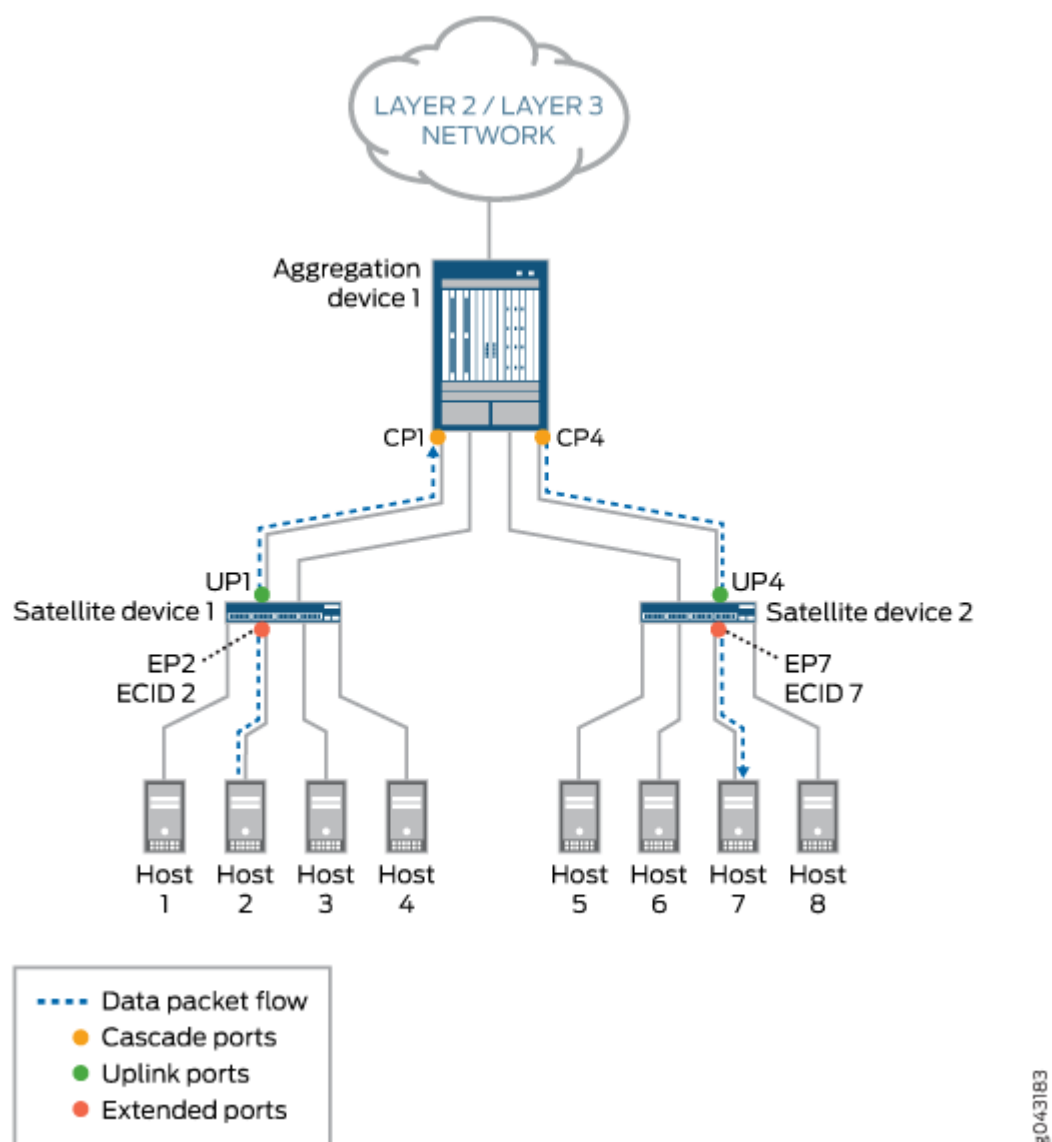 LAYER 2 / LAYER 3
NETWORK
Aggregation
device 1
CP1
CP4
UP1
UP4
Satellite device 1
Satellite device 2
EP2
ECID 2
EP7
ECID 7
Host
1
Host
2
Host
3
Host
4
Host
5
Host
6
Host
7
Host
8
Data packet flow
Cascade ports
Uplink ports
Extended ports
g043183